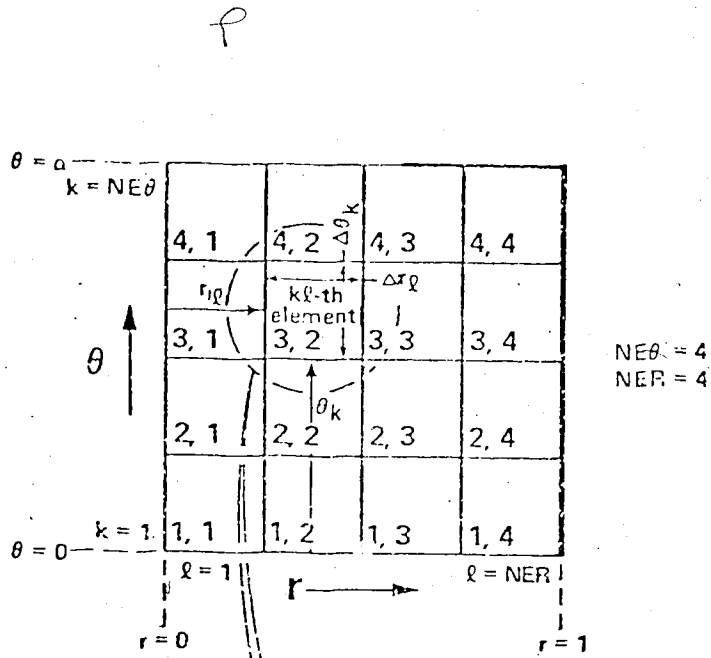 θ = α
k = NEθ
Δθk
4, 1 4, 2 4, 3 4, 4
rℓ
Δrℓ
kℓ-th
element
3, 1 3, 2 3, 3 3, 4
θ
NEθ = 4
NER = 4
θk
2, 1 2, 2 2, 3 2, 4
k = 1
1, 1 1, 2 1, 3 1, 4
θ = 0
ℓ = 1
r
ℓ = NER
r = 0
r = 1